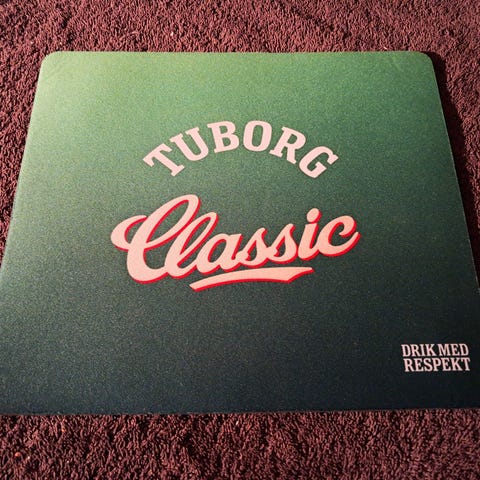 TUBORG
Classic
DRIK MED
RESPEKT